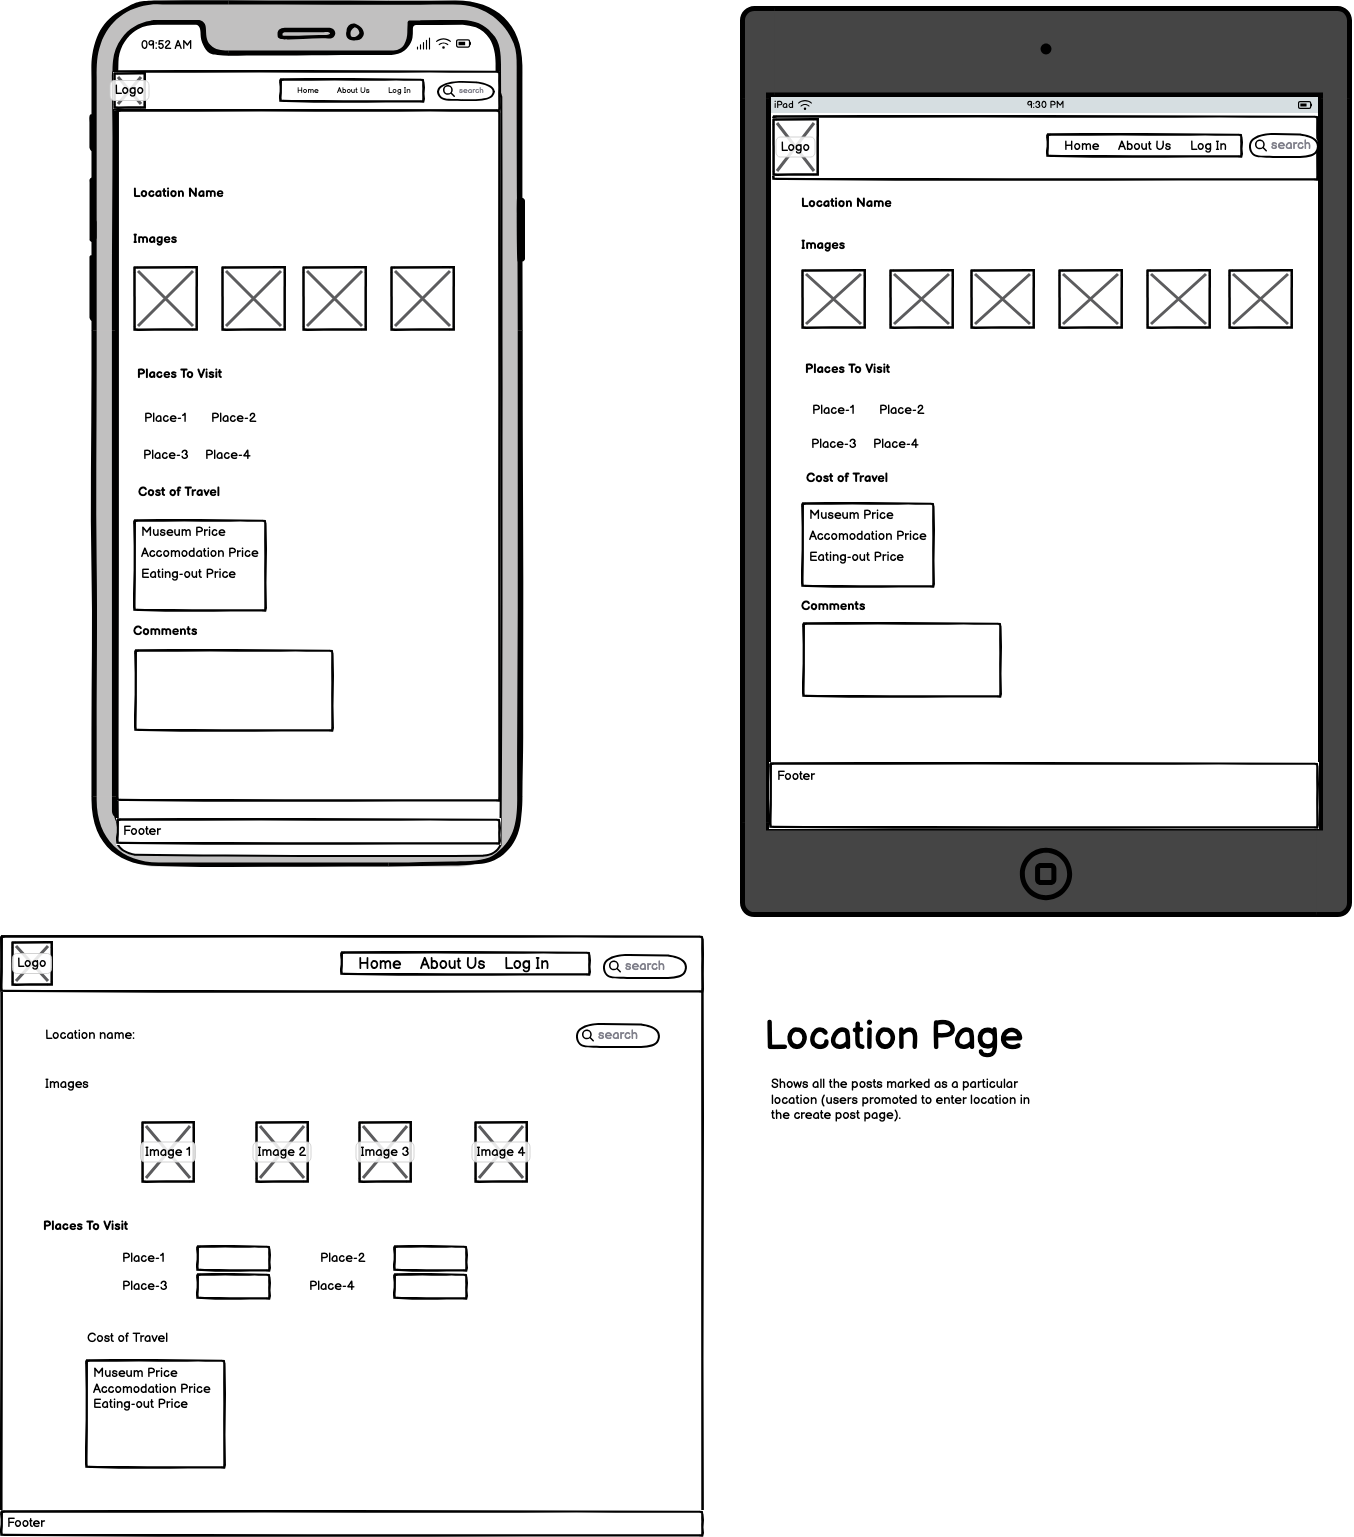 09:52 AM
Logo
Home About Us Log In
search
Location Name
Images
Places To Visit
Place-1 Place-2
Place-3 Place-4
Cost of Travel
Museum Price
Accomodation Price
Eating-out Price
Comments
Footer
iPad 9:30 PM
Logo
Home About Us Log In
search
Location Name
Images
Places To Visit
Place-1 Place-2
Place-3 Place-4
Cost of Travel
Museum Price
Accomodation Price
Eating-out Price
Comments
Footer
Logo
Home About Us Log In
search
Location name:
search
Images
Image 1 Image 2 Image 3 Image 4
Places To Visit
Place-1 Place-2
Place-3 Place-4
Cost of Travel
Museum Price
Accomodation Price
Eating-out Price
Footer
Location Page
Shows all the posts marked as a particular
location (users promoted to enter location in
the create post page).